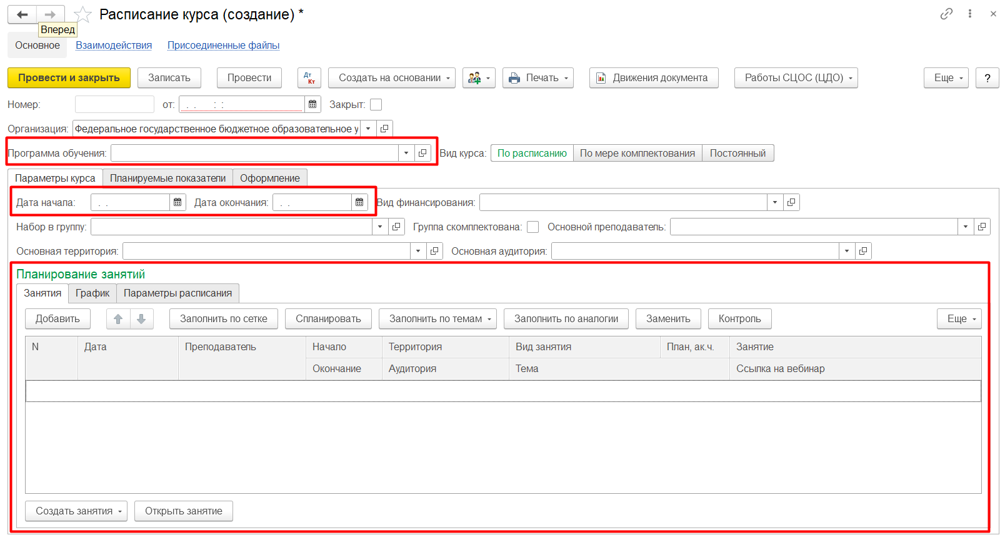 Расписание курса (создание) *
Вперед
Основное Взаимодействия Присоединенные файлы
Провести и закрыть Записать Провести Дт Кт Создать на основании Печать Движения документа Работы СЦОС (ЦДО) Еще ?
Номер: от: . . : : Закрыт:
Организация: Федеральное государственное бюджетное образовательное у
Программа обучения: Вид курса: По расписанию По мере комплектования Постоянный
Параметры курса Планируемые показатели Оформление
Дата начала: . . Дата окончания: . . Вид финансирования:
Набор в группу: Группа скомплектована: Основной преподаватель:
Основная территория: Основная аудитория:
Планирование занятий
Занятия График Параметры расписания
Добавить Заполнить по сетке Спланировать Заполнить по темам Заполнить по аналогии Заменить Контроль Еще
N Дата Преподаватель Начало Территория Вид занятия План, ак.ч. Занятие
Окончание Аудитория Тема Ссылка на вебинар
Создать занятия Открыть занятие